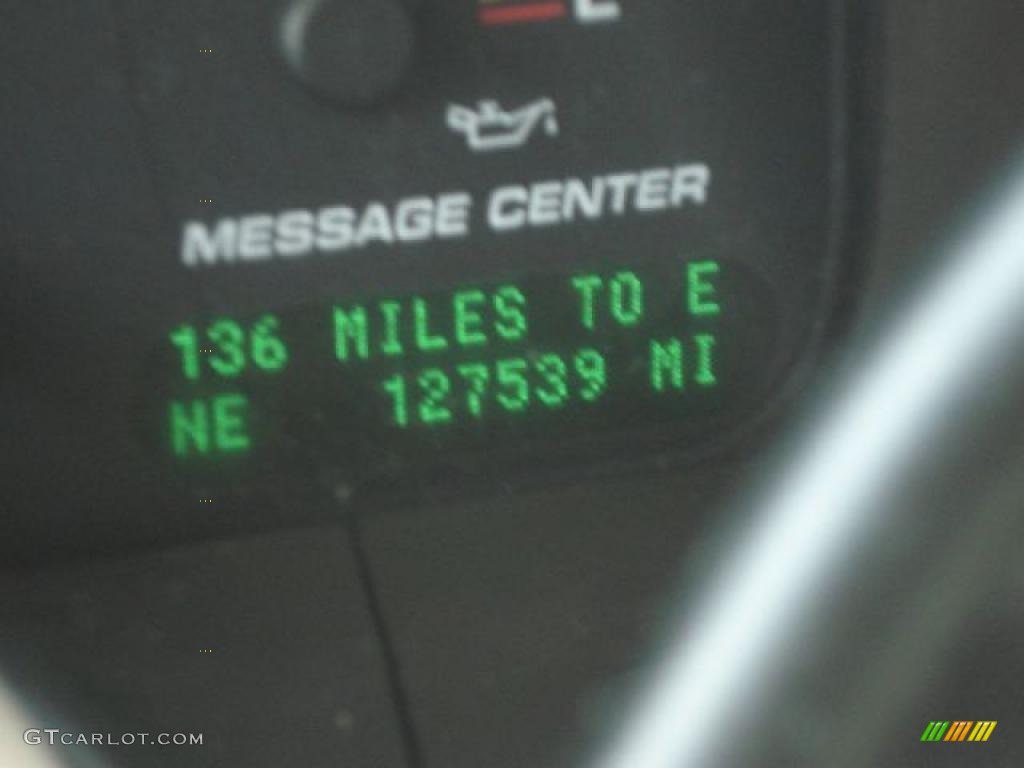 E
MESSAGE CENTER
136 MILES TO E
NE 127539 MI
GTCARLOT.COM